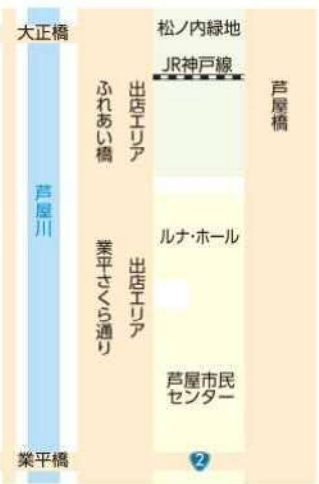 大正橋
松ノ内緑地
JR神戸線
ふれあい橋
出店エリア
芦屋橋
芦屋川
ルナ・ホール
業平さくら通り
出店エリア
芦屋市民
センター
業平橋
2